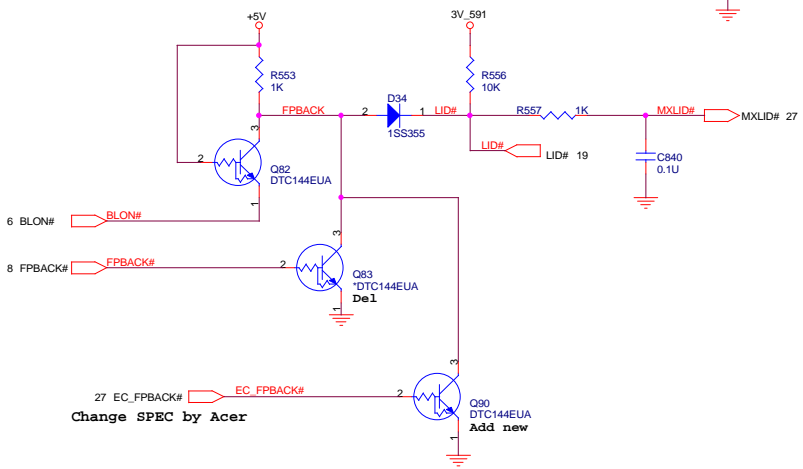 +5V
3V_591
R553
1K
R556
10K
FPBACK
2
D34
1
1SS355
LID#
R557
1K
MXLID#
MXLID# 27
LID#
LID# 19
C840
0.1U
3
2
Q82
DTC144EUA
1
6 BLON#
BLON#
3
8 FPBACK#
FPBACK#
2
Q83
*DTC144EUA
Del
1
3
27 EC_FPBACK#
EC_FPBACK#
2
Q90
DTC144EUA
Add new
1
Change SPEC by Acer